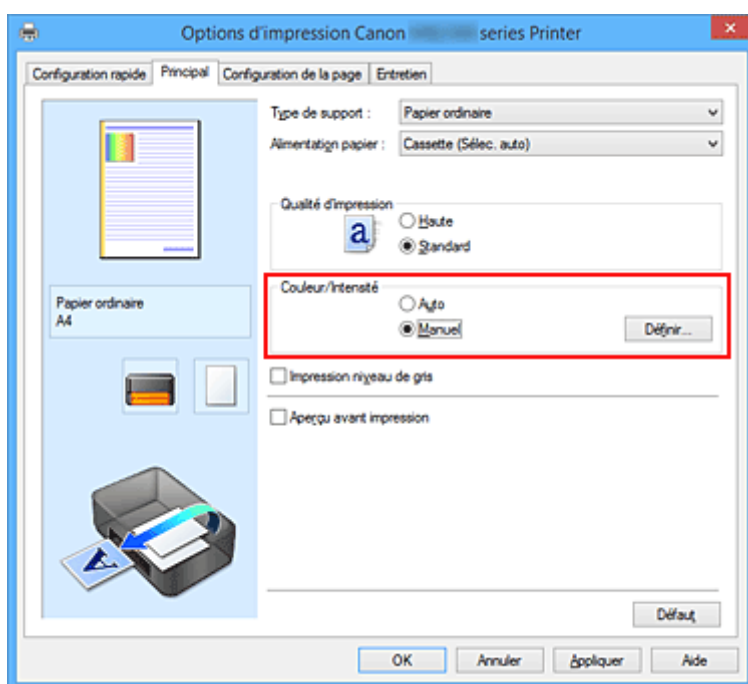 Options d'impression Canon series Printer
Configuration rapide Principal Configuration de la page Entretien
Type de support : Papier ordinaire
Alimentation papier : Cassette (Sélec. auto)
Qualité d'impression
a
Haute
Standard
Couleur/Intensité
Auto
Manuel Définir...
Papier ordinaire
A4
Impression niveau de gris
Aperçu avant impression
A
Défaut
OK Annuler Appliquer Aide